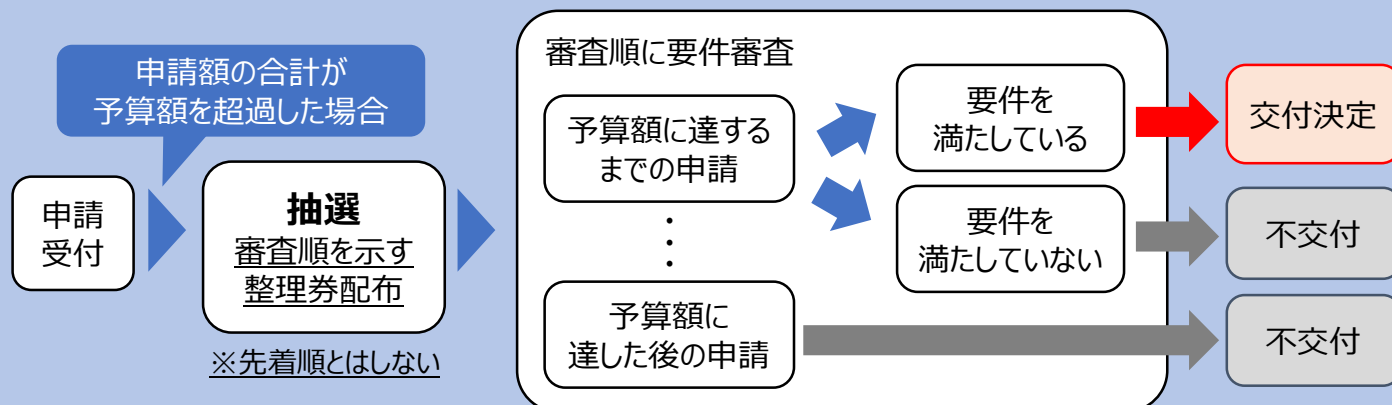 申請額の合計が
予算額を超過した場合
申請
受付
抽選
審査順を示す
整理券配布
※先着順とはしない
審査順に要件審査
予算額に達する
までの申請
・
・
・
予算額に
達した後の申請
要件を
満たしている
要件を
満たしていない
交付決定
不交付
不交付